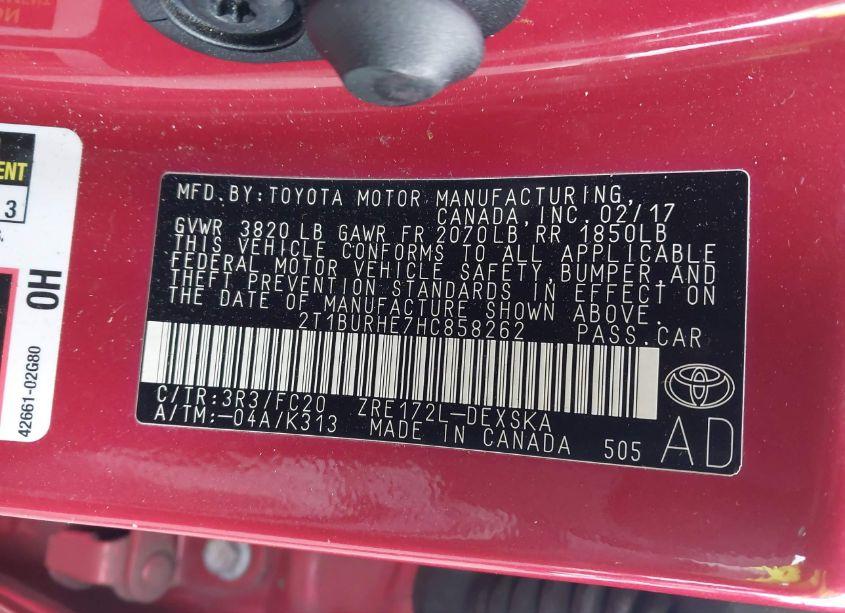 MFD. BY: TOYOTA MOTOR MANUFACTURING,
CANADA, INC. 02/17
GVWR 3820 LB GAWR FR 2070LB RR 1850LB
THIS VEHICLE CONFORMS TO ALL APPLICABLE
FEDERAL MOTOR VEHICLE SAFETY, BUMPER, AND
THEFT PREVENTION STANDARDS IN EFFECT ON
THE DATE OF MANUFACTURE SHOWN ABOVE.
2T1BURHE7HC858262 PASS. CAR
C/TR: 3R3/FC20 ZRE172L-DEXSKA
A/TM: -04A/K313 MADE IN CANADA 505
AD
3
OH
42661-02G80